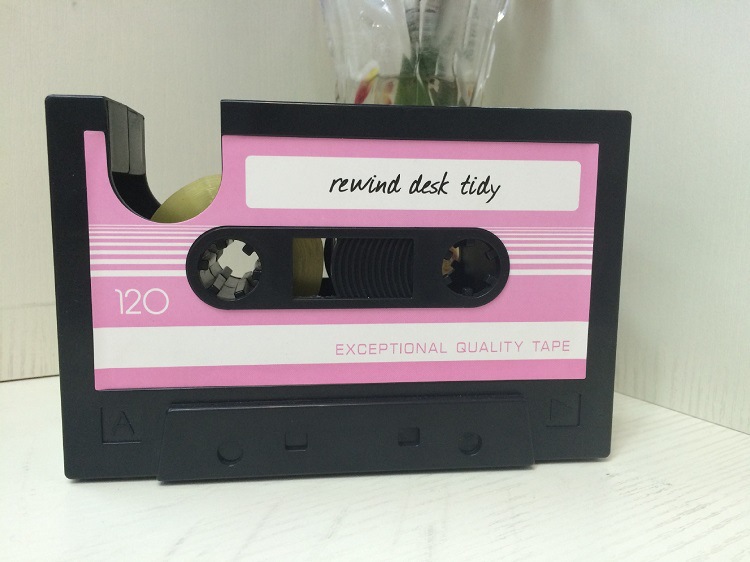 rewind desk tidy
120
EXCEPTIONAL QUALITY TAPE
A